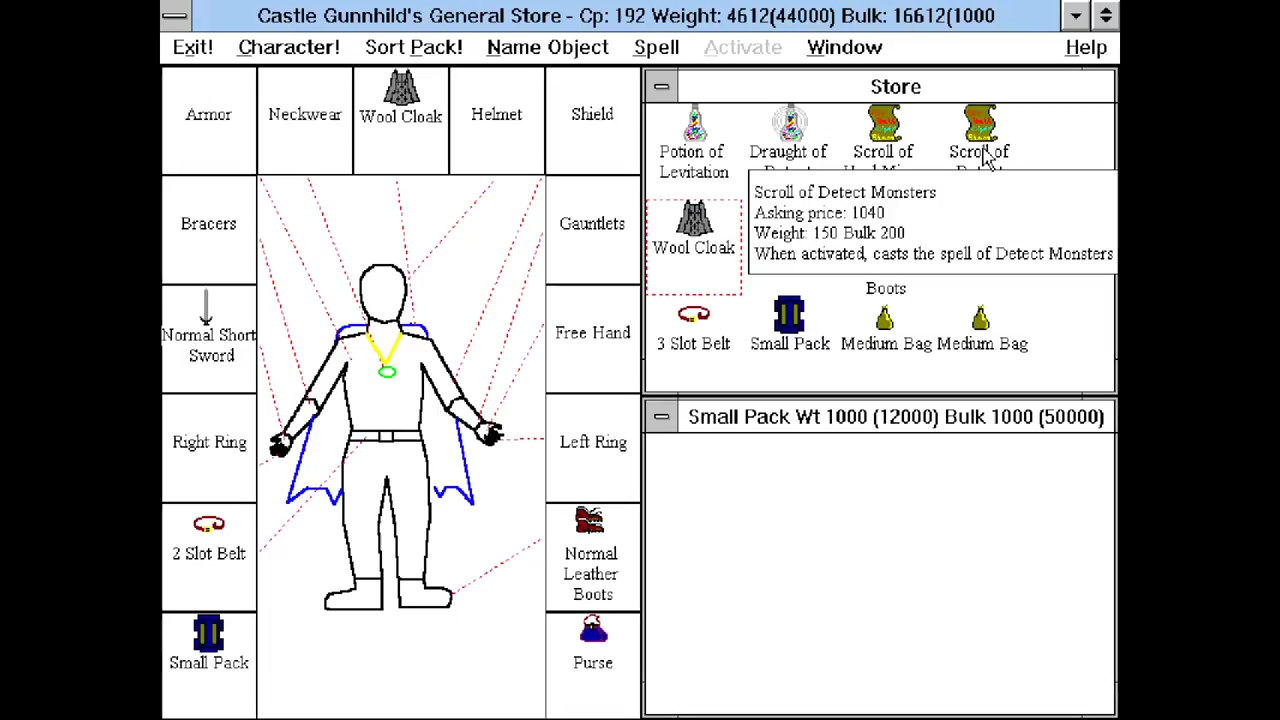 Castle Gunnhild's General Store - Cp: 192 Weight: 4612(44000) Bulk: 16612(1000
Exit! Character! Sort Pack! Name Object Spell Activate Window Help
Armor
Neckwear
Wool Cloak
Helmet
Shield
Bracers
Gauntlets
Normal Short
Sword
Free Hand
Right Ring
Left Ring
2 Slot Belt
Normal
Leather
Boots
Small Pack
Purse
Store
Potion of
Levitation
Draught of
Scroll of
Scroll of
Scroll of Detect Monsters
Asking price: 1040
Weight: 150 Bulk 200
When activated, casts the spell of Detect Monsters
Wool Cloak
Boots
3 Slot Belt
Small Pack
Medium Bag
Medium Bag
Small Pack Wt 1000 (12000) Bulk 1000 (50000)